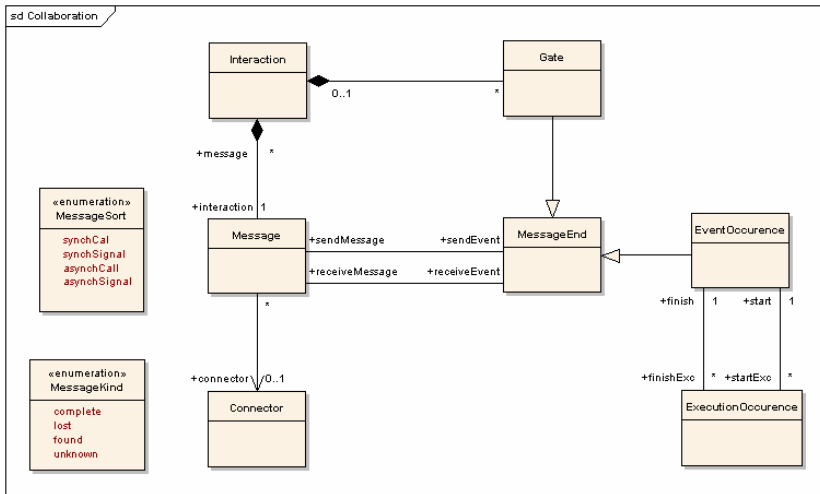 sd Collaboration
Interaction
Gate
0..1
*
+message
*
+interaction
1
«enumeration»
MessageSort
synchCal
synchSignal
asynchCall
asynchSignal
Message
+sendMessage
+sendEvent
+receiveMessage
+receiveEvent
MessageEnd
EventOccurence
+finish
1
+start
1
*
+connector
0..1
+finishExc
*
+startExc
*
«enumeration»
MessageKind
complete
lost
found
unknown
Connector
ExecutionOccurence